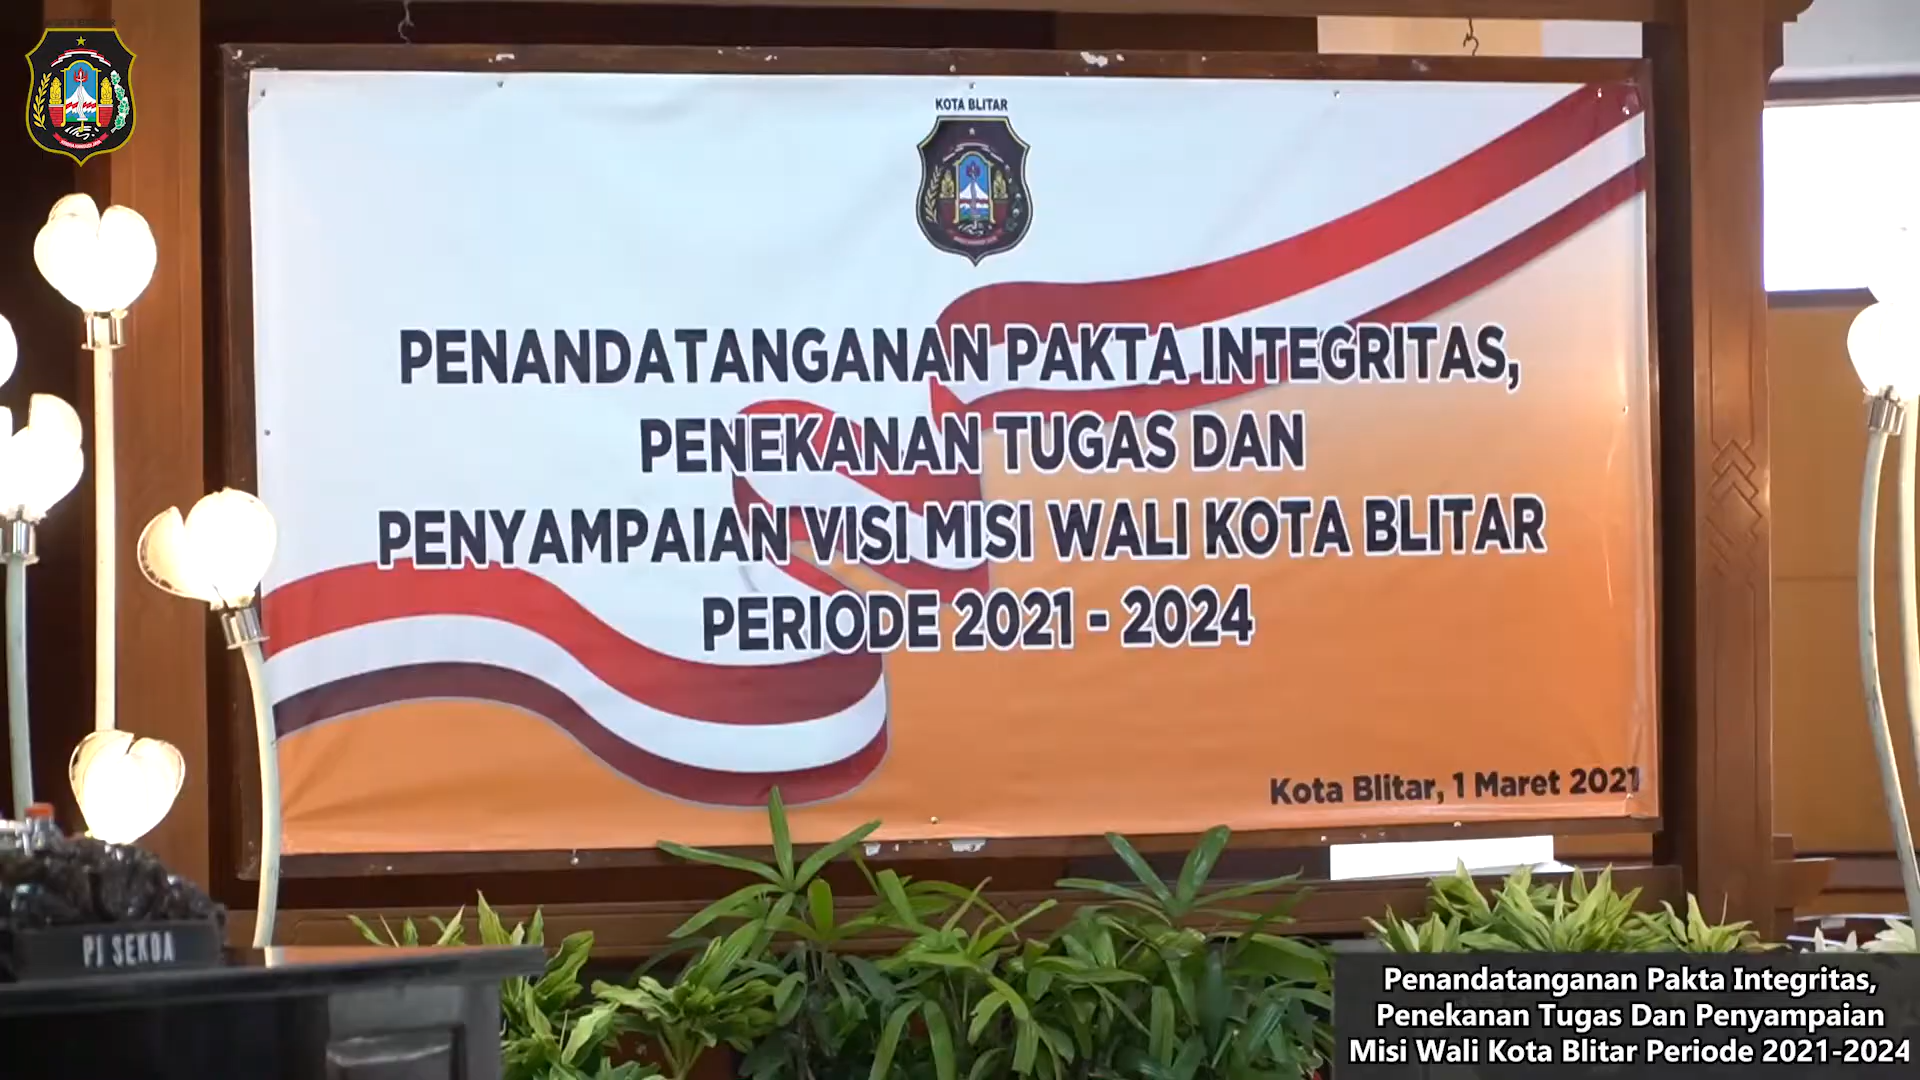 KOTA BLITAR
PENANDATANGANAN PAKTA INTEGRITAS,
PENEKANAN TUGAS DAN
PENYAMPAIAN VISI MISI WALI KOTA BLITAR
PERIODE 2021 - 2024
Kota Blitar, 1 Maret 2021
PJ SEKDA
Penandatanganan Pakta Integritas,
Penekanan Tugas Dan Penyampaian
Misi Wali Kota Blitar Periode 2021-2024